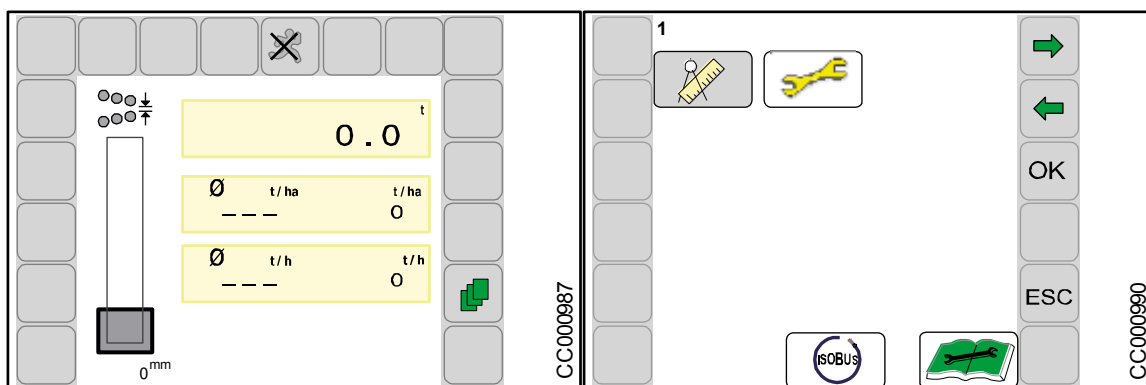 t
0.0
Ø t/ha t/ha
--- 0
Ø t/h t/h
--- 0
0 mm
CC000987
1
OK
ESC
ISOBUS
CC000990